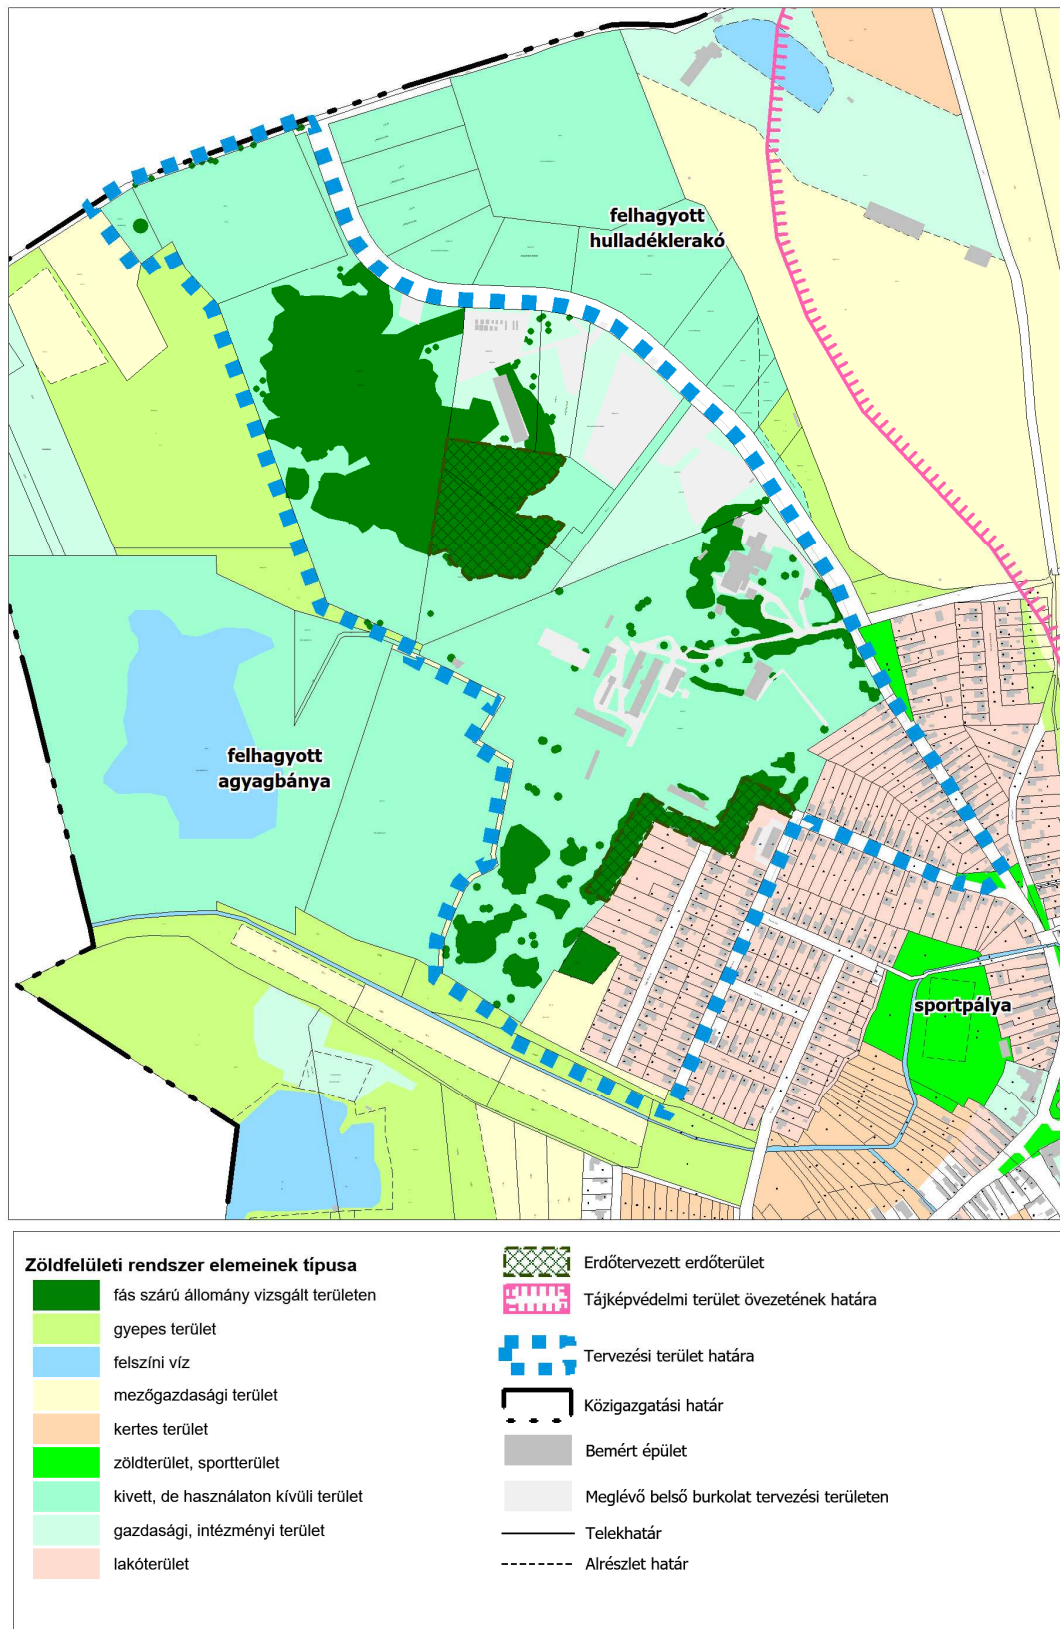 felhagyott
hulladéklerakó
felhagyott
agyagbánya
sportpálya
Zöldfelületi rendszer elemeinek típusa
fás szárú állomány vizsgált területen
gyepes terület
felszíni víz
mezőgazdasági terület
kertes terület
zöldterület, sportterület
kivett, de használaton kívüli terület
gazdasági, intézményi terület
lakóterület
Erdőtervezett erdőterület
Tájképvédelmi terület övezetének határa
Tervezési terület határa
Közigazgatási határ
Bemért épület
Meglévő belső burkolat tervezési területen
Telekhatár
Alrészlet határ